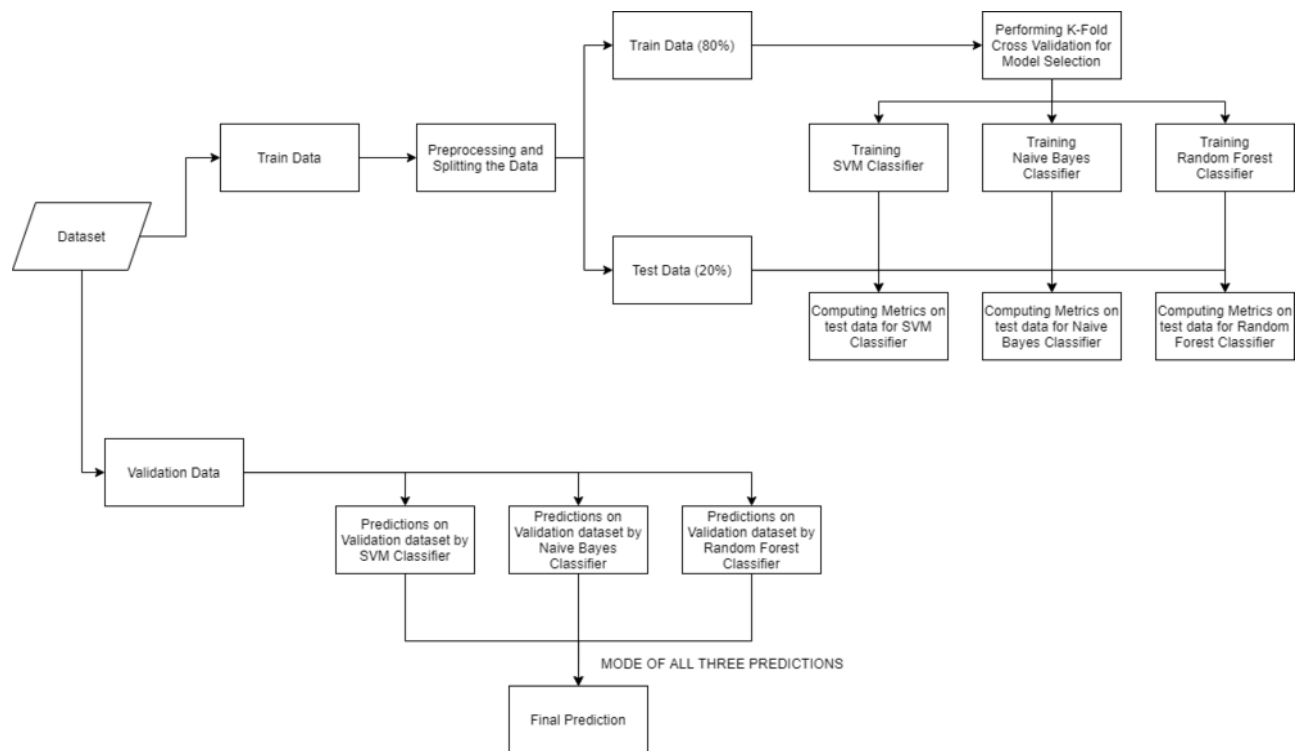 Train Data (80%)
Performing K-Fold
Cross Validation for
Model Selection
Train Data
Preprocessing and
Splitting the Data
Training
SVM Classifier
Training
Naive Bayes
Classifier
Training
Random Forest
Classifier
Dataset
Test Data (20%)
Computing Metrics on
test data for SVM
Classifier
Computing Metrics on
test data for Naive
Bayes Classifier
Computing Metrics on
test data for Random
Forest Classifier
Validation Data
Predictions on
Validation dataset by
SVM Classifier
Predictions on
Validation dataset by
Naive Bayes
Classifier
Predictions on
Validation dataset by
Random Forest
Classifier
MODE OF ALL THREE PREDICTIONS
Final Prediction